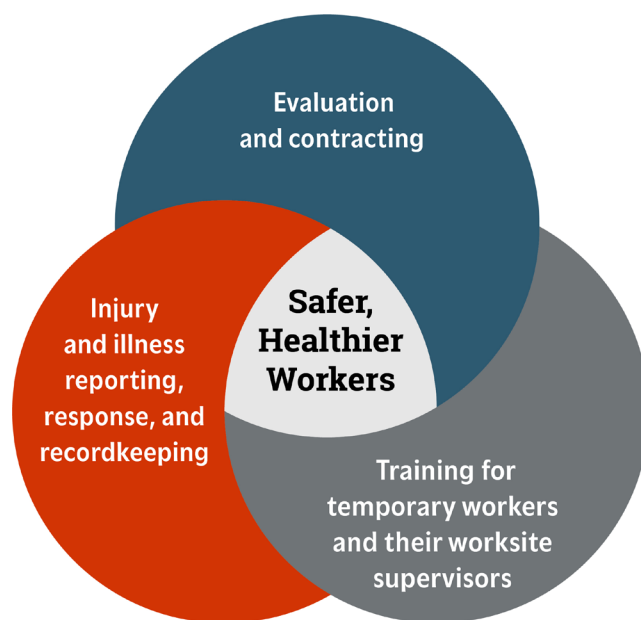 Evaluation
and contracting
Safer,
Healthier
Workers
Injury
and illness
reporting,
response, and
recordkeeping
Training for
temporary workers
and their worksite
supervisors